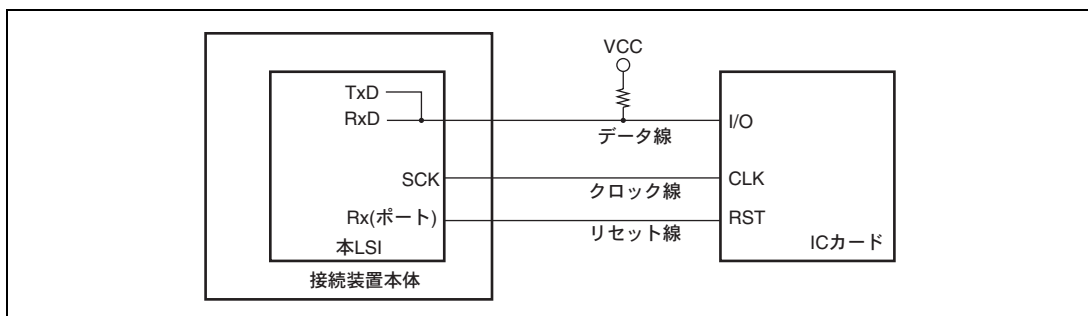 VCC
TxD
RxD
I/O
データ線
SCK
CLK
クロック線
Rx(ポート)
RST
リセット線
本LSI
ICカード
接続装置本体